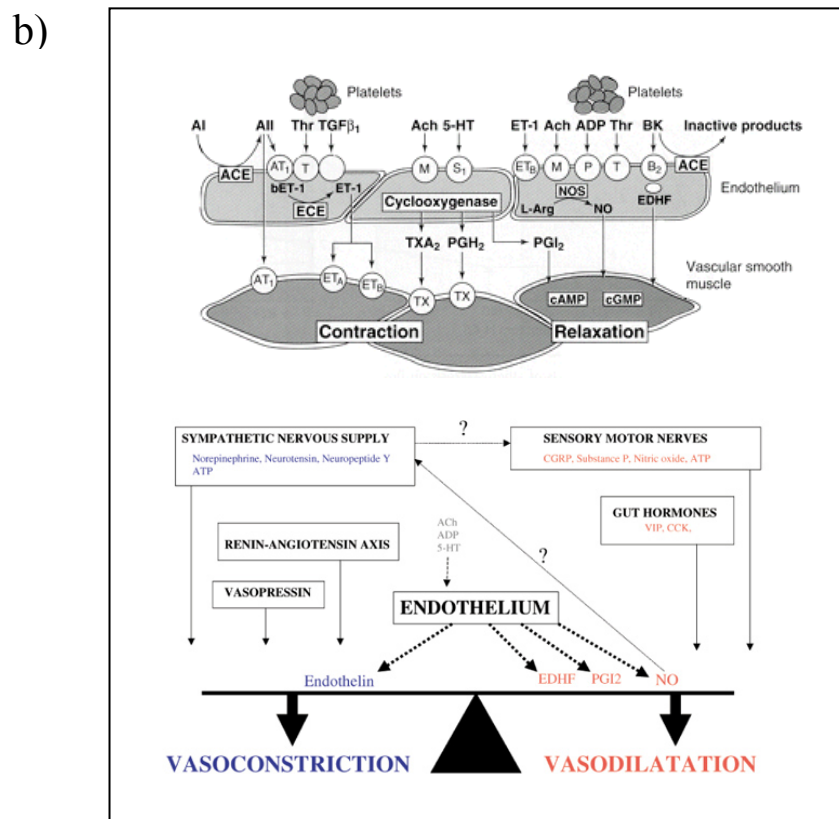 b)
Platelets
Platelets
AI AII Thr TGFβ₁ Ach 5-HT ET-1 Ach ADP Thr BK Inactive products
ACE AT₁ T M S₁ ET_B M P T B₂ ACE
bET-1 ET-1 NOS Endothelium
ECE Cyclooxygenase L-Arg NO EDHF
TXA₂ PGH₂ PGI₂
Vascular smooth
muscle
AT₁ ET_A ET_B TX TX cAMP cGMP
Contraction Relaxation
SYMPATHETIC NERVOUS SUPPLY
Norepinephrine, Neurotensin, Neuropeptide Y
ATP
?
SENSORY MOTOR NERVES
CGRP, Substance P, Nitric oxide, ATP
GUT HORMONES
VIP, CCK,
RENIN-ANGIOTENSIN AXIS
ACh
ADP
5-HT
?
VASOPRESSIN
ENDOTHELIUM
Endothelin EDHF PGI2 NO
VASOCONSTRICTION VASODILATATION